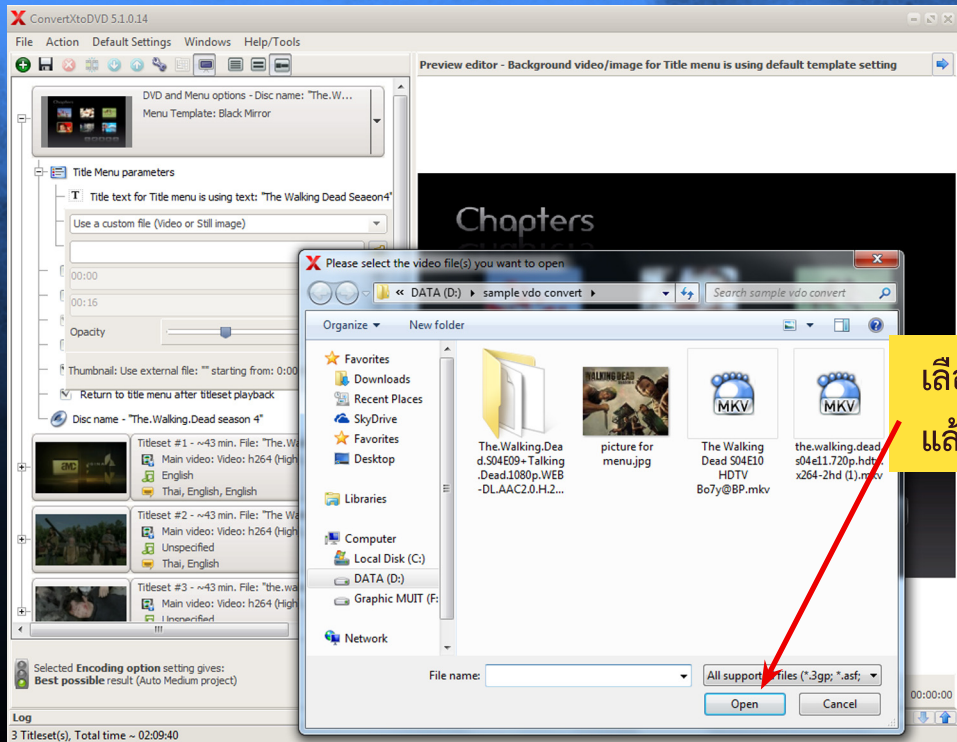 ConvertXtoDVD 5.1.0.14
File Action Default Settings Windows Help/Tools
Preview editor - Background video/image for Title menu is using default template setting
Chapters
DVD and Menu options - Disc name: "The.W...
Menu Template: Black Mirror
Title Menu parameters
T Title text for Title menu is using text: "The Walking Dead Seaeon4"
Use a custom file (Video or Still image)
00:00
00:16
Opacity
Thumbnail: Use external file: "" starting from: 0:00
Return to title menu after titleset playback
Disc name - "The.Walking.Dead season 4"
Titleset #1 - ~43 min. File: "The.Wa
Main video: Video: h264 (High
English
Thai, English, English
aмc
Titleset #2 - ~43 min. File: "The Wa
Main video: Video: h264 (High
Unspecified
Thai, English
Titleset #3 - ~43 min. File: "the.wa
Main video: Video: h264 (High
Unspecified
Selected Encoding option setting gives:
Best possible result (Auto Medium project)
Log
3 Titleset(s), Total time ~ 02:09:40
Chapters
Please select the video file(s) you want to open
« DATA (D:) sample vdo convert
Search sample vdo convert
Organize New folder
Favorites
Downloads
Recent Places
SkyDrive
Favorites
Desktop
Libraries
Computer
Local Disk (C:)
DATA (D:)
Graphic MUIT (F:
Network
WALKING DEAD
MKV
MKV
The.Walking.Dea
d.S04E09+Talking
.Dead.1080p.WEB
-DL.AAC2.0.H.2...
picture for
menu.jpg
The Walking
Dead S04E10
HDTV
Bo7y@BP.mkv
the.walking.dead.
s04e11.720p.hdtv.
x264-2hd (1).mkv
File name:
All supported files (*.3gp; *.asf;
Open Cancel
00:00:00